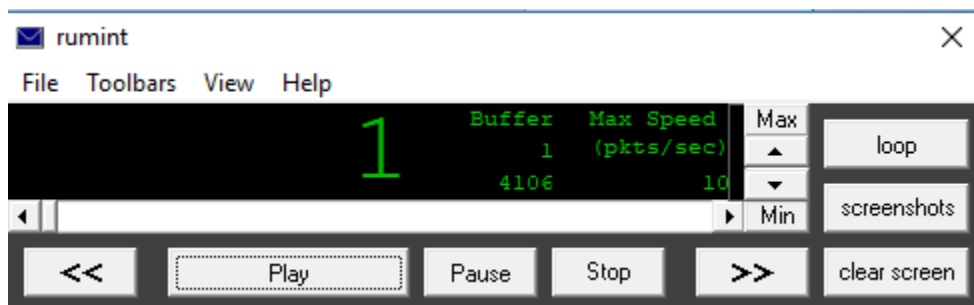 rumint
File Toolbars View Help
1 Buffer Max Speed Max
1 (pkts/sec) loop
4106 10
Min screenshots
<< Play Pause Stop >> clear screen